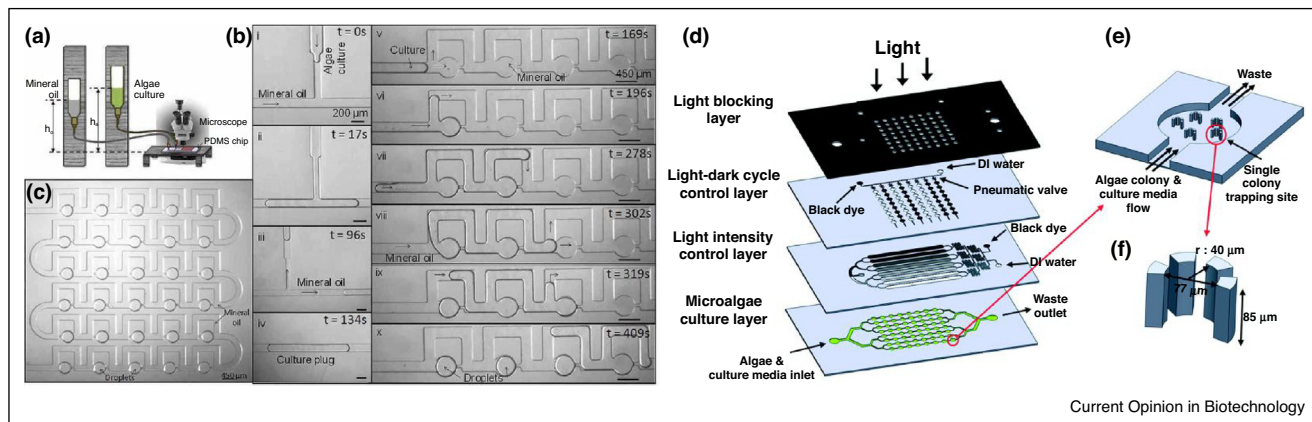 (a)
Mineral
oil
Algae
culture
h
h
Microscope
PDMS chip
(b)
i
t = 0s
Algae
culture
Mineral oil
200 μm
ii
t = 17s
iii
t = 96s
Mineral oil
iv
t = 134s
Culture plug
v
t = 169s
Culture
Mineral oil
450 μm
vi
t = 196s
vii
t = 278s
viii
t = 302s
Mineral oil
ix
t = 319s
x
t = 409s
Droplets
(c)
Mineral
oil
Droplets
450 μm
(d)
Light
Light blocking
layer
Light-dark cycle
control layer
DI water
Pneumatic valve
Black dye
Light intensity
control layer
Black dye
DI water
Microalgae
culture layer
Waste
outlet
Algae &
culture media inlet
(e)
Waste
Algae colony &
culture media
flow
Single
colony
trapping site
(f)
r : 40 μm
77 μm
85 μm
Current Opinion in Biotechnology